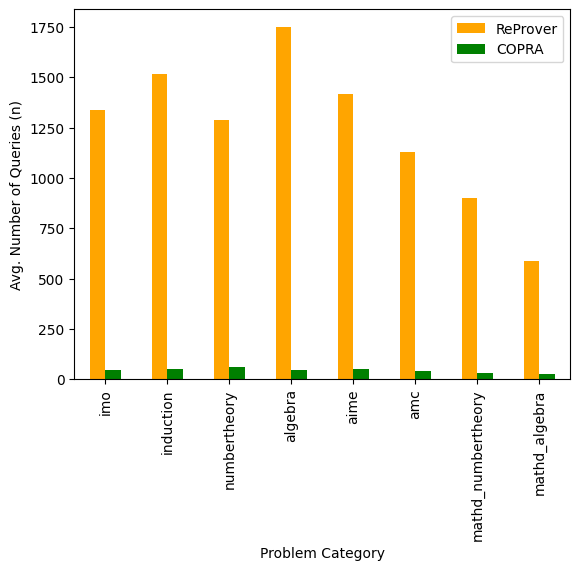 1750
1500
1250
1000
750
500
250
0
Avg. Number of Queries (n)
ReProver
COPRA
imo
induction
numbertheory
algebra
aime
amc
mathd_numbertheory
mathd_algebra
Problem Category